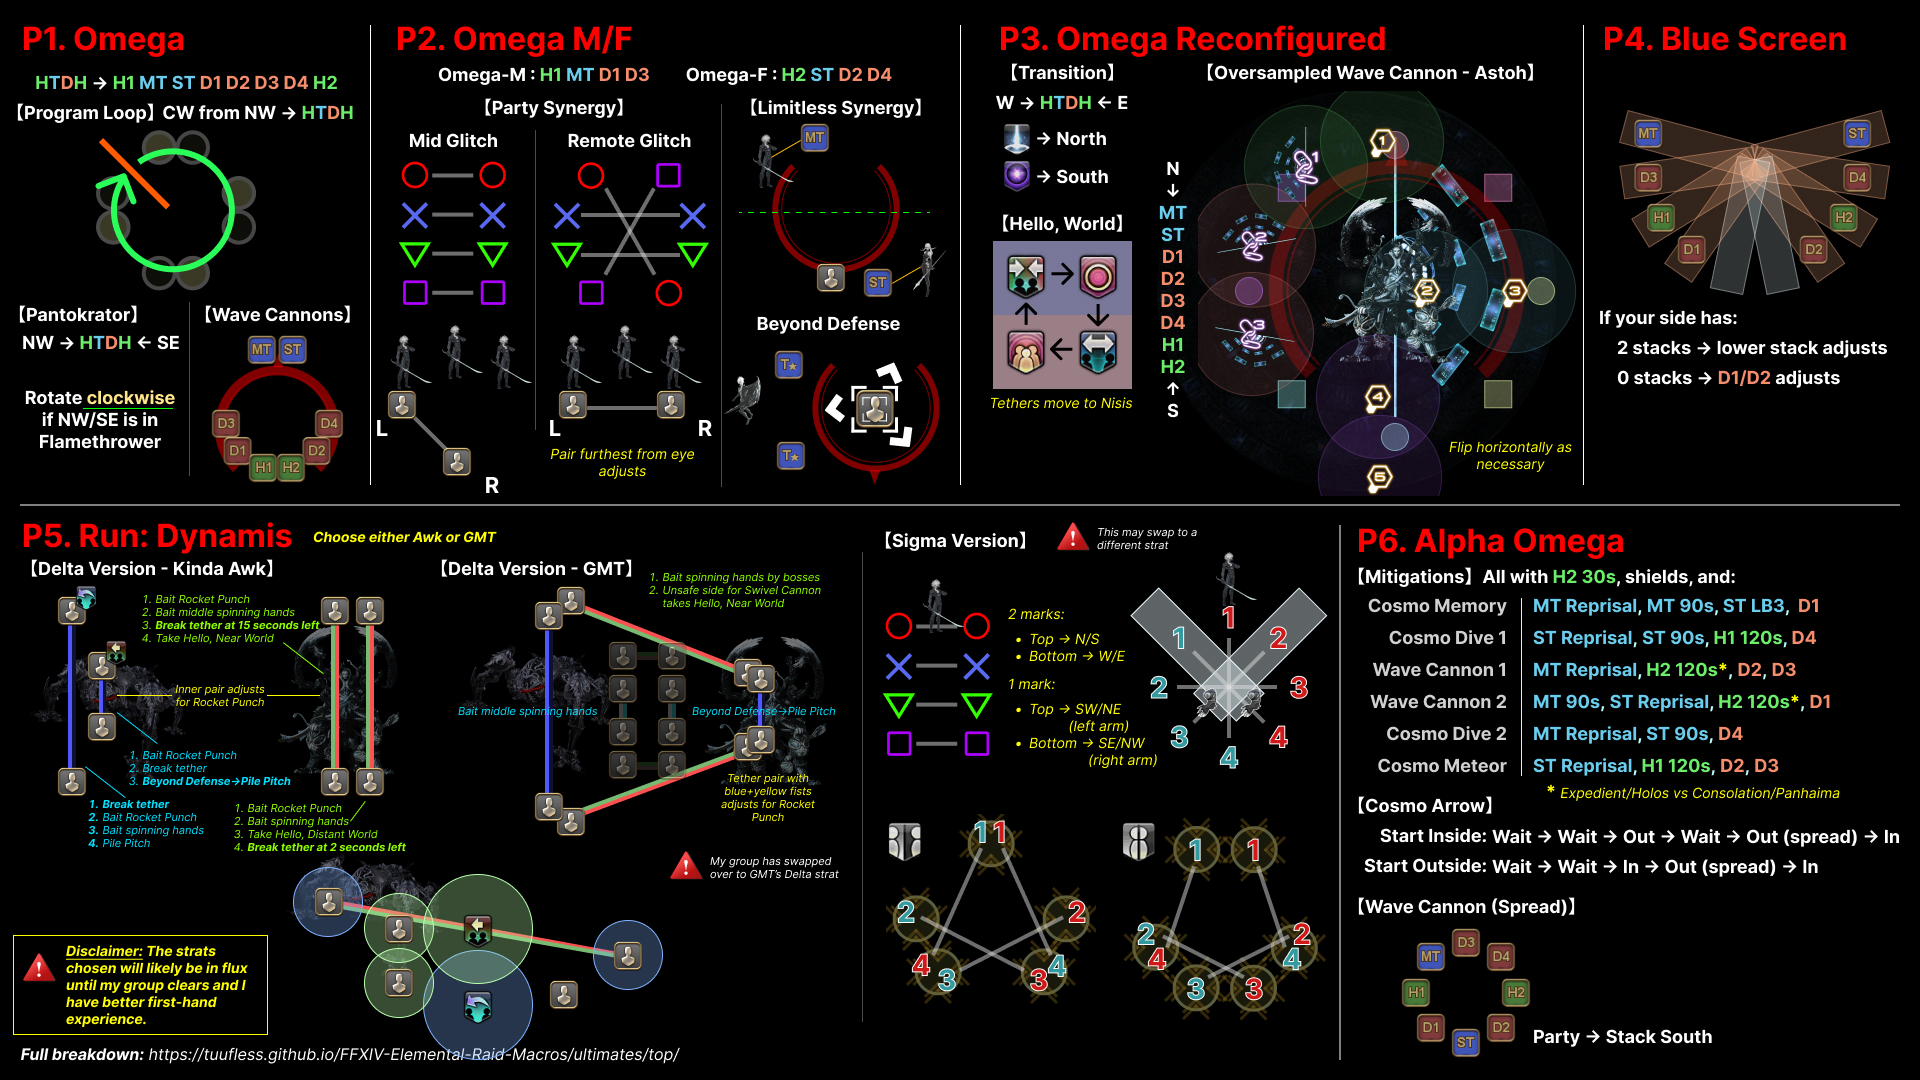 P1. Omega
HTDH → H1 MT ST D1 D2 D3 D4 H2
【Program Loop】CW from NW → HTDH
【Pantokrator】
NW → HTDH ← SE
Rotate clockwise
if NW/SE is in
Flamethrower
【Wave Cannons】
MT ST
D3 D4
D1 D2
H1 H2
P2. Omega M/F
Omega-M : H1 MT D1 D3
Omega-F : H2 ST D2 D4
【Party Synergy】
Mid Glitch
Remote Glitch
L
R
L
R
Pair furthest from eye
adjusts
【Limitless Synergy】
MT
ST
Beyond Defense
T★
T★
P3. Omega Reconfigured
【Transition】
W → HTDH ← E
→ North
→ South
【Hello, World】
Tethers move to Nisis
【Oversampled Wave Cannon - Astoh】
N
↓
MT
ST
D1
D2
D3
D4
H1
H2
↑
S
1
1
2
2
3
3
4
5
Flip horizontally as
necessary
P4. Blue Screen
MT ST
D3 D4
H1 H2
D1 D2
If your side has:
2 stacks → lower stack adjusts
0 stacks → D1/D2 adjusts
P5. Run: Dynamis
Choose either Awk or GMT
【Delta Version - Kinda Awk】
1. Bait Rocket Punch
2. Bait middle spinning hands
3. Break tether at 15 seconds left
4. Take Hello, Near World
Inner pair adjusts
for Rocket Punch
1. Bait Rocket Punch
2. Break tether
3. Beyond Defense→Pile Pitch
1. Break tether
2. Bait Rocket Punch
3. Bait spinning hands
4. Pile Pitch
1. Bait Rocket Punch
2. Bait spinning hands
3. Take Hello, Distant World
4. Break tether at 2 seconds left
【Delta Version - GMT】
1. Bait spinning hands by bosses
2. Unsafe side for Swivel Cannon
takes Hello, Near World
Bait middle spinning hands
Beyond Defense→Pile Pitch
Tether pair with
blue+yellow fists
adjusts for Rocket
Punch
My group has swapped
over to GMT's Delta strat
Disclaimer: The strats
chosen will likely be in flux
until my group clears and I
have better first-hand
experience.
Full breakdown: https://tuufless.github.io/FFXIV-Elemental-Raid-Macros/ultimates/top/
【Sigma Version】
This may swap to a
different strat
2 marks:
• Top → N/S
• Bottom → W/E
1 mark:
• Top → SW/NE
(left arm)
• Bottom → SE/NW
(right arm)
1
1 2
2 3
3 4
4
1 1
2 2
4 3 3 4
1 1
2 2
4 4
3 3
P6. Alpha Omega
【Mitigations】All with H2 30s, shields, and:
Cosmo Memory MT Reprisal, MT 90s, ST LB3, D1
Cosmo Dive 1 ST Reprisal, ST 90s, H1 120s, D4
Wave Cannon 1 MT Reprisal, H2 120s*, D2, D3
Wave Cannon 2 MT 90s, ST Reprisal, H2 120s*, D1
Cosmo Dive 2 MT Reprisal, ST 90s, D4
Cosmo Meteor ST Reprisal, H1 120s, D2, D3
* Expedient/Holos vs Consolation/Panhaima
【Cosmo Arrow】
Start Inside: Wait → Wait → Out → Wait → Out (spread) → In
Start Outside: Wait → Wait → In → Out (spread) → In
【Wave Cannon (Spread)】
D3
MT D4
H1 H2
D1 D2
ST
Party → Stack South